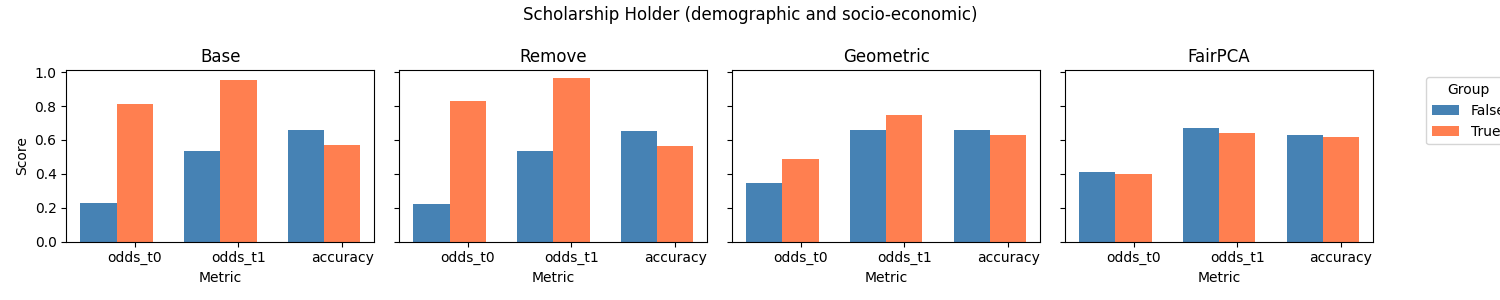 Scholarship Holder (demographic and socio-economic)
Base
Remove
Geometric
FairPCA
Score
1.0
0.8
0.6
0.4
0.2
0.0
odds_t0 odds_t1 accuracy
odds_t0 odds_t1 accuracy
odds_t0 odds_t1 accuracy
odds_t0 odds_t1 accuracy
Metric
Metric
Metric
Metric
Group
False
True